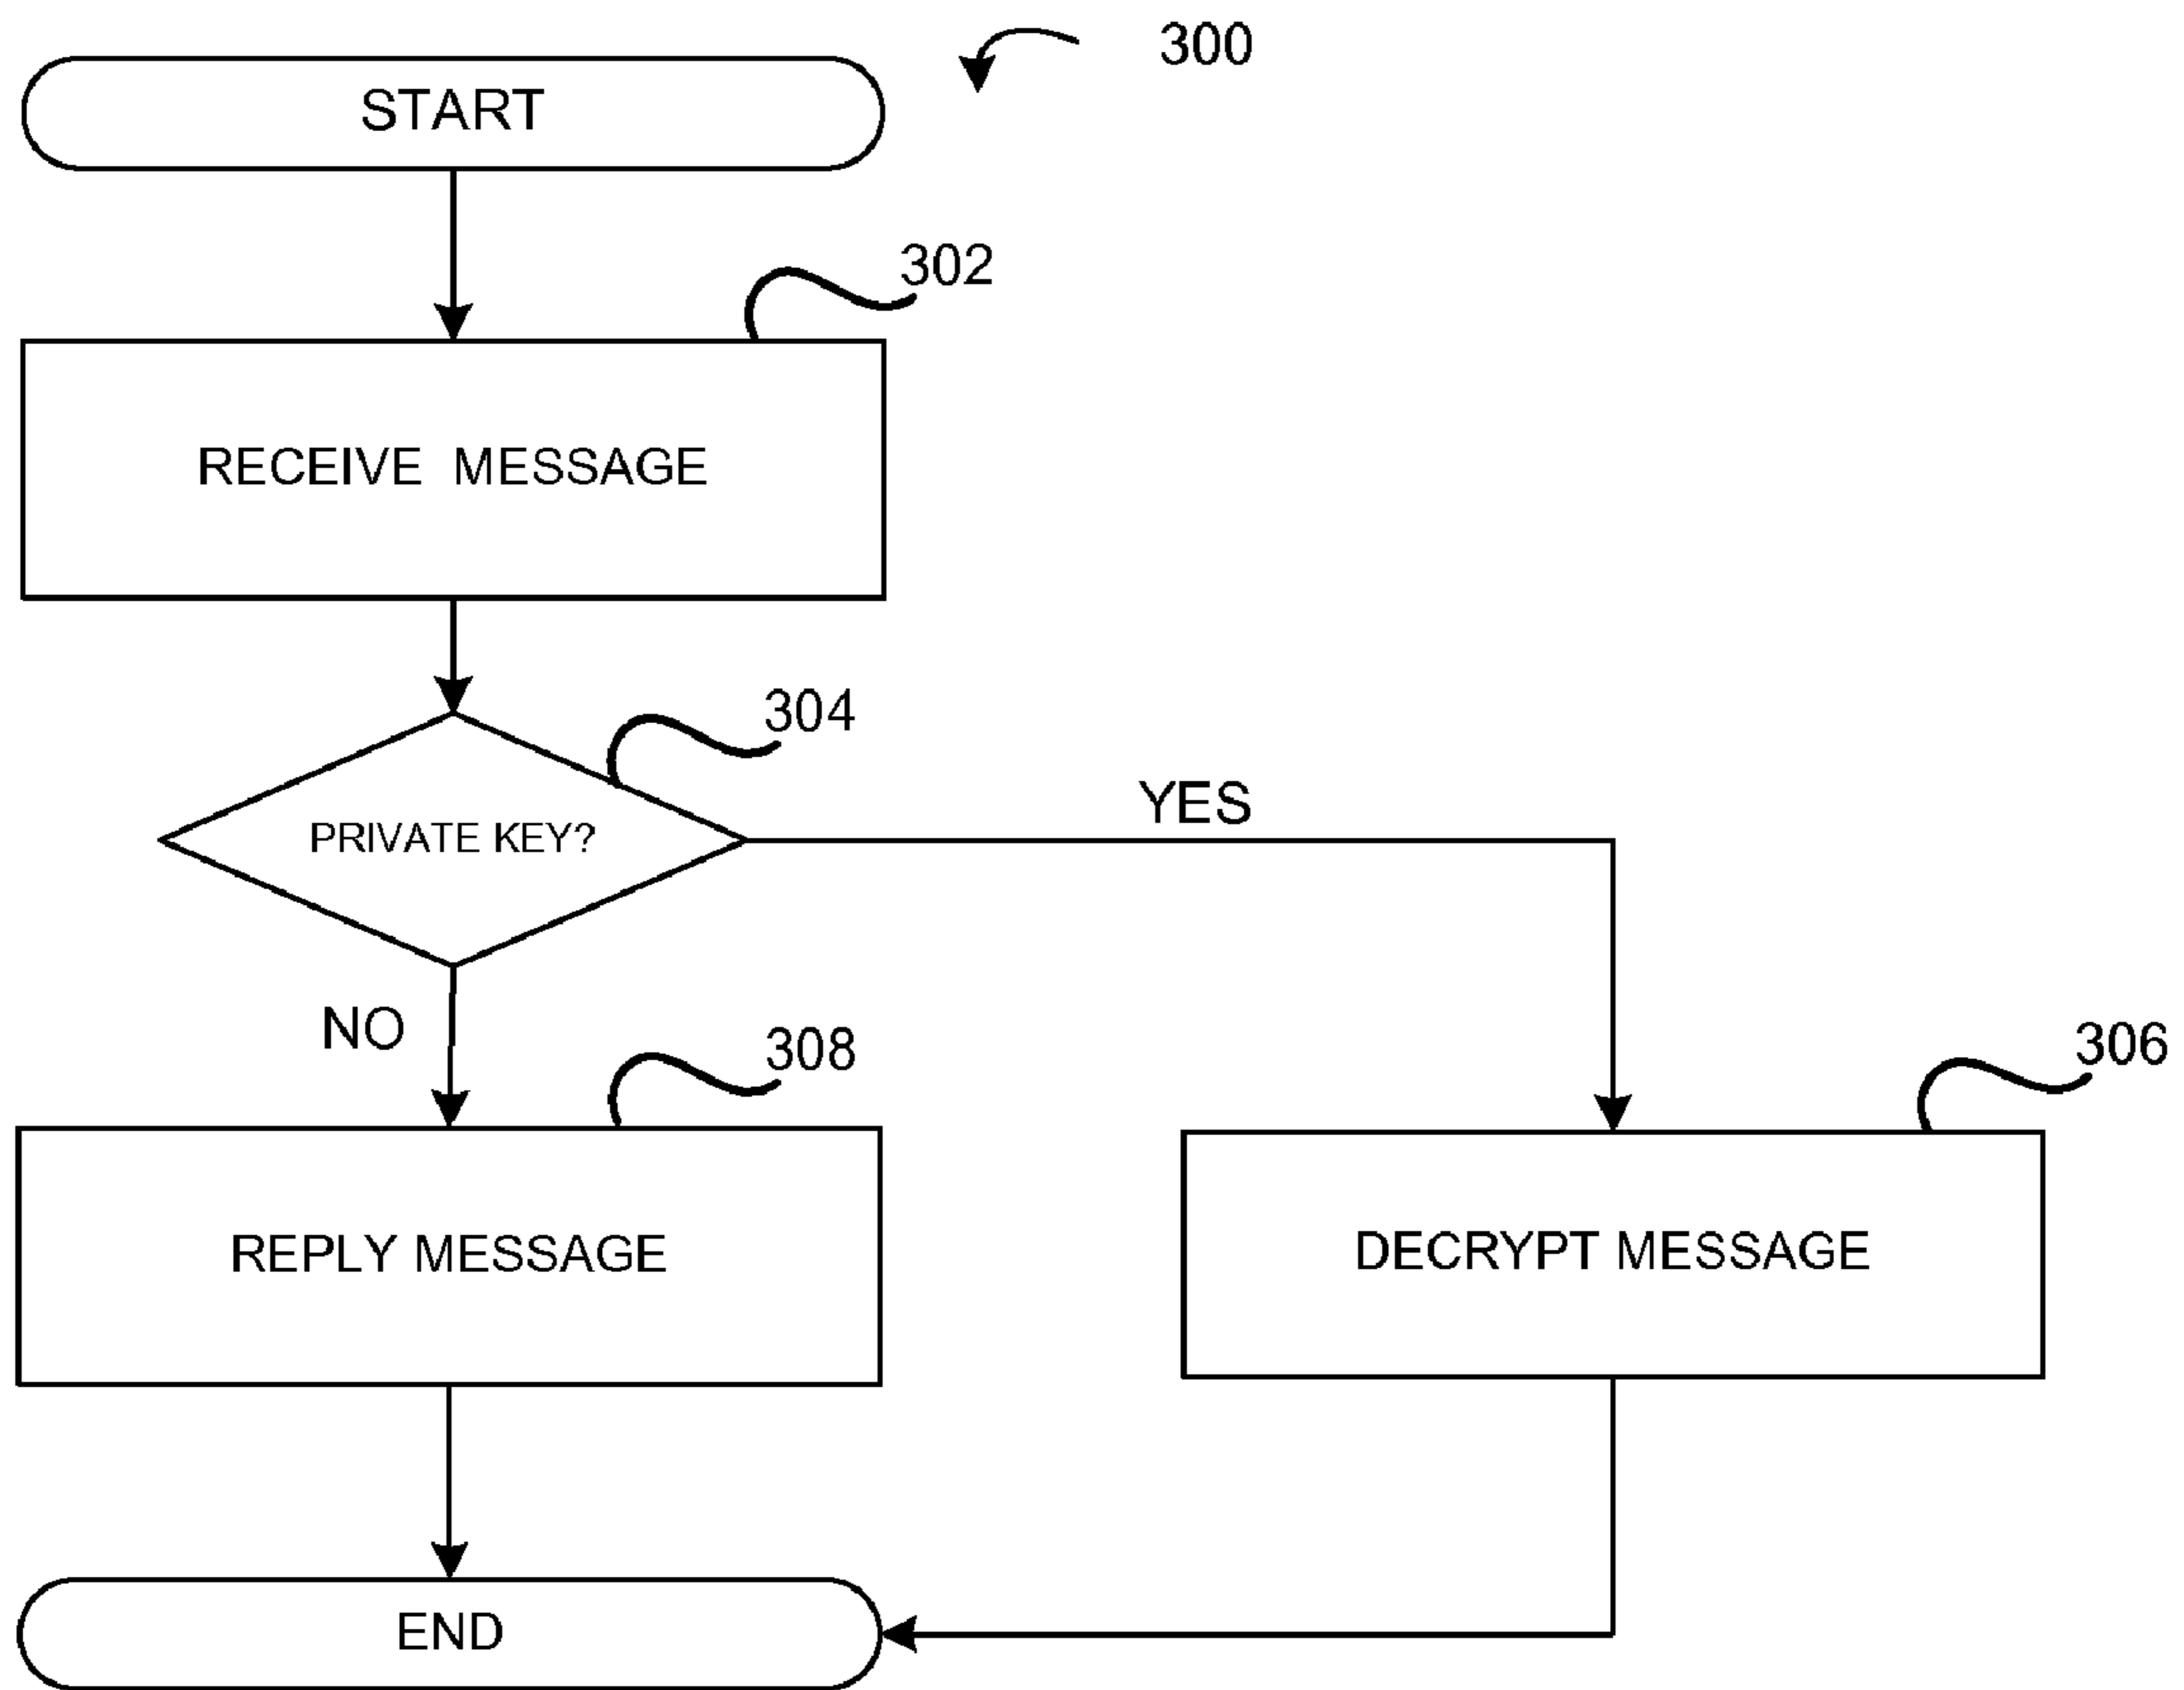 300
START
302
RECEIVE MESSAGE
304
PRIVATE KEY?
YES
NO
308
306
REPLY MESSAGE
DECRYPT MESSAGE
END